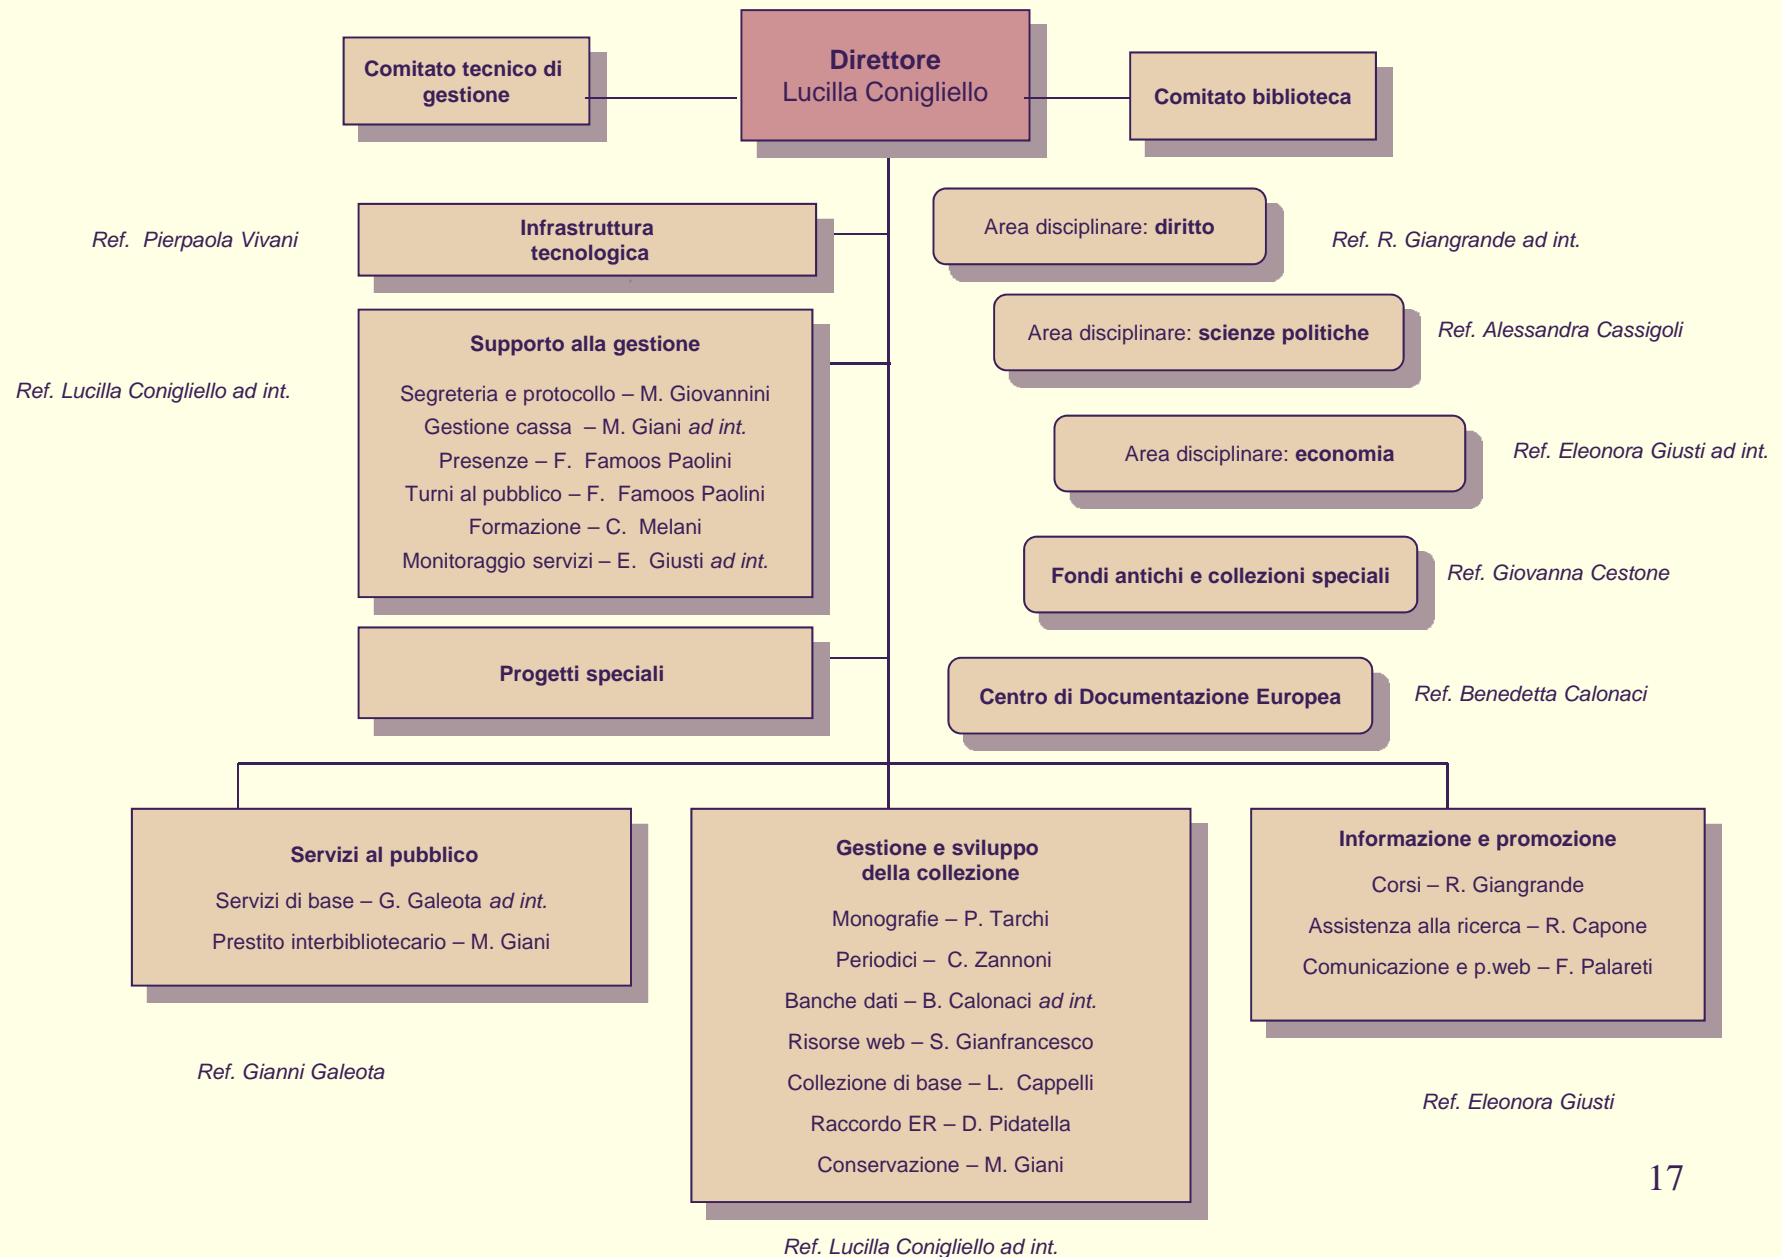 Comitato tecnico di
gestione
Direttore
Lucilla Conigliello
Comitato biblioteca
Ref. Pierpaola Vivani
Infrastruttura
tecnologica
Area disciplinare: diritto
Ref. R. Giangrande ad int.
Area disciplinare: scienze politiche
Ref. Alessandra Cassigoli
Ref. Lucilla Conigliello ad int.
Supporto alla gestione
Segreteria e protocollo – M. Giovannini
Gestione cassa – M. Giani ad int.
Presenze – F. Famoos Paolini
Turni al pubblico – F. Famoos Paolini
Formazione – C. Melani
Monitoraggio servizi – E. Giusti ad int.
Area disciplinare: economia
Ref. Eleonora Giusti ad int.
Fondi antichi e collezioni speciali
Ref. Giovanna Cestone
Progetti speciali
Centro di Documentazione Europea
Ref. Benedetta Calonaci
Servizi al pubblico
Servizi di base – G. Galeota ad int.
Prestito interbibliotecario – M. Giani
Ref. Gianni Galeota
Gestione e sviluppo
della collezione
Monografie – P. Tarchi
Periodici – C. Zannoni
Banche dati – B. Calonaci ad int.
Risorse web – S. Gianfrancesco
Collezione di base – L. Cappelli
Raccordo ER – D. Pidatella
Conservazione – M. Giani
Ref. Lucilla Conigliello ad int.
Informazione e promozione
Corsi – R. Giangrande
Assistenza alla ricerca – R. Capone
Comunicazione e p.web – F. Palareti
Ref. Eleonora Giusti
17